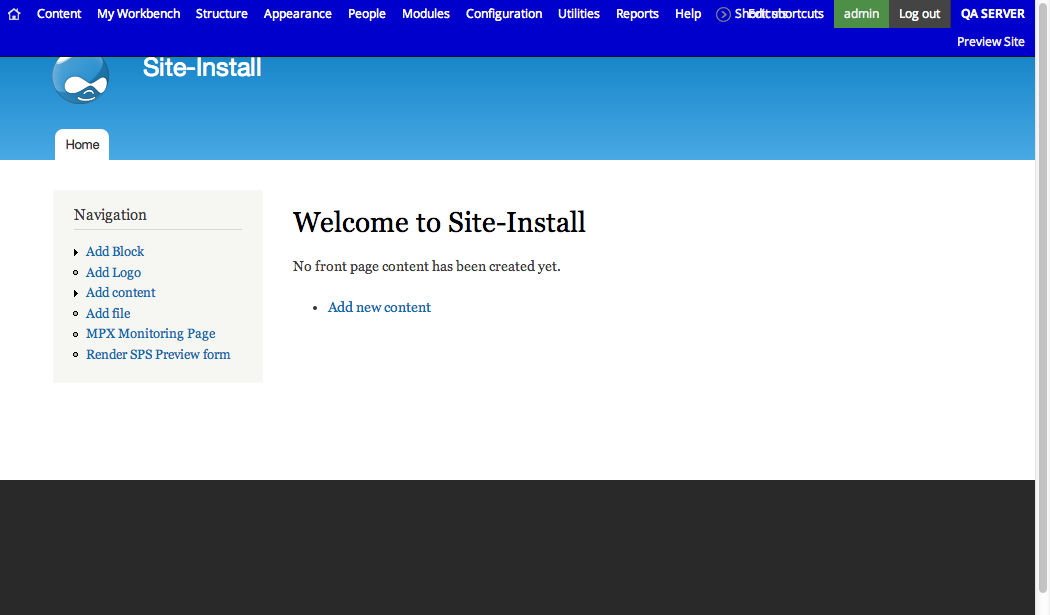 Content My Workbench Structure Appearance People Modules Configuration Utilities Reports Help Shortcuts Edit shortcuts admin Log out QA SERVER
Preview Site
Site-Install
Home
Navigation
Add Block
Add Logo
Add content
Add file
MPX Monitoring Page
Render SPS Preview form
Welcome to Site-Install
No front page content has been created yet.
Add new content